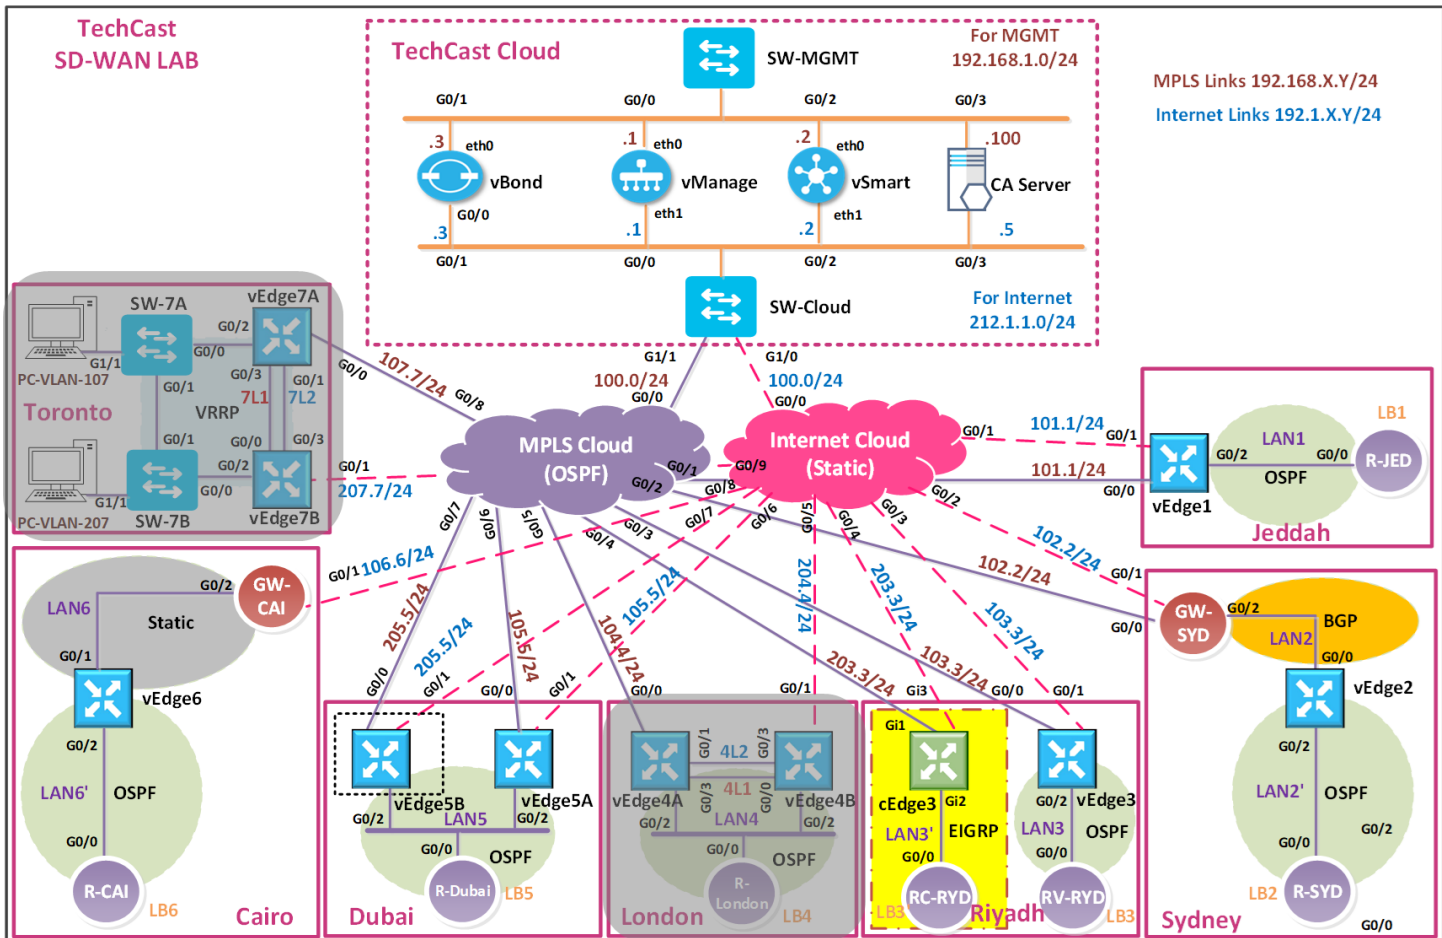 TechCast
SD-WAN LAB
TechCast Cloud
SW-MGMT
For MGMT
192.168.1.0/24
MPLS Links 192.168.X.Y/24
Internet Links 192.1.X.Y/24
G0/1
G0/0
G0/2
G0/3
.3
eth0
.1
eth0
.2
eth0
.100
vBond
vManage
vSmart
CA Server
G0/0
eth1
eth1
.3
.1
.2
.5
G0/1
G0/0
G0/2
G0/3
SW-Cloud
For Internet
212.1.1.0/24
G1/1
G1/0
100.0/24
100.0/24
G0/0
G0/0
MPLS Cloud
(OSPF)
Internet Cloud
(Static)
G0/8
G0/1
G0/2
G0/3
G0/4
G0/5
G0/6
G0/7
G0/9
G0/8
G0/7
G0/6
G0/5
G0/4
G0/3
G0/2
G0/1
SW-7A
vEdge7A
G0/2
G0/0
G1/1
PC-VLAN-107
G0/1
G0/3
G0/1
7L1
7L2
Toronto
VRRP
G0/1
G0/0
G0/3
G0/2
G0/0
G1/1
PC-VLAN-207
SW-7B
vEdge7B
G0/0
107.7/24
G0/1
207.7/24
101.1/24
G0/1
101.1/24
G0/0
vEdge1
LAN1
G0/2
G0/0
OSPF
LB1
R-JED
Jeddah
G0/1
106.6/24
G0/2
GW-
CAI
LAN6
Static
G0/1
vEdge6
G0/2
LAN6'
OSPF
G0/0
R-CAI
LB6
Cairo
205.5/24
205.5/24
105.5/24
105.5/24
G0/0
G0/1
G0/0
G0/1
vEdge5B
vEdge5A
LAN5
G0/2
G0/2
G0/0
OSPF
R-Dubai
LB5
Dubai
104.4/24
204.4/24
G0/0
G0/1
G0/1
4L2
G0/3
G0/3
4L1
G0/0
vEdge4A
vEdge4B
LAN4
G0/2
G0/2
G0/0
OSPF
R-
London
LB4
London
203.3/24
203.3/24
103.3/24
103.3/24
Gi3
Gi1
G0/0
G0/1
cEdge3
Gi2
LAN3'
EIGRP
G0/0
RC-RYD
LB3
G0/2
vEdge3
LAN3
OSPF
G0/0
RV-RYD
LB3
Riyadh
102.2/24
102.2/24
G0/1
G0/0
GW-
SYD
G0/2
BGP
LAN2
G0/0
vEdge2
G0/2
LAN2'
OSPF
G0/2
G0/0
LB2
R-SYD
Sydney
G0/0